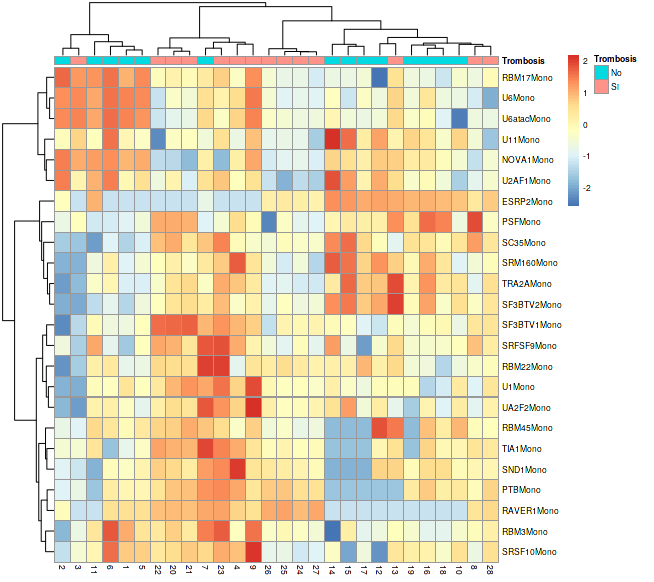 Trombosis
RBM17Mono
U6Mono
U6atacMono
U11Mono
NOVA1Mono
U2AF1Mono
ESRP2Mono
PSFMono
SC35Mono
SRM160Mono
TRA2AMono
SF3BTV2Mono
SF3BTV1Mono
SRFSF9Mono
RBM22Mono
U1Mono
UA2F2Mono
RBM45Mono
TIA1Mono
SND1Mono
PTBMono
RAVER1Mono
RBM3Mono
SRSF10Mono
2 3 11 6 1 5 22 20 21 7 23 4 9 26 25 24 27 14 15 17 12 13 19 16 18 10 8 28
2
1
0
-1
-2
Trombosis
No
SI